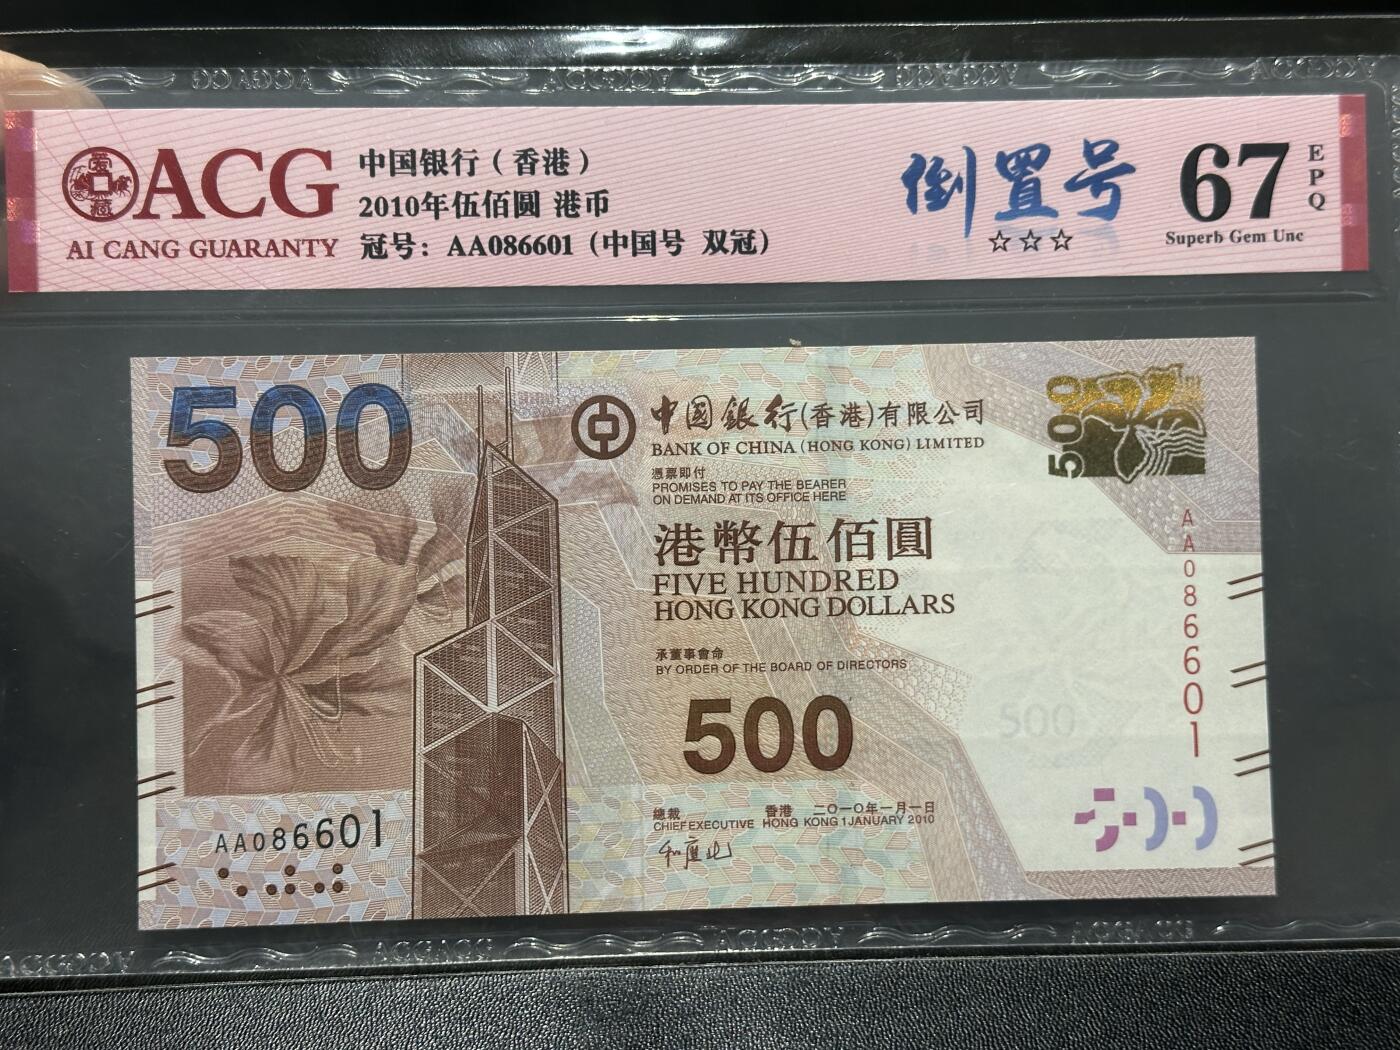 ACG
AI CANG GUARANTY
中国银行（香港）
2010年伍佰圆 港币
冠号：AA086601（中国号 双冠）
倒置号
☆☆☆
67
EPQ
Superb Gem Unc
500
中國銀行(香港)有限公司
BANK OF CHINA (HONG KONG) LIMITED
憑票即付
PROMISES TO PAY THE BEARER
ON DEMAND AT ITS OFFICE HERE
500
港幣伍佰圓
FIVE HUNDRED
HONG KONG DOLLARS
AA086601
承董事會命
BY ORDER OF THE BOARD OF DIRECTORS
500
500
總裁 香港 二〇一〇年一月一日
CHIEF EXECUTIVE HONG KONG 1 JANUARY 2010
AA086601
500